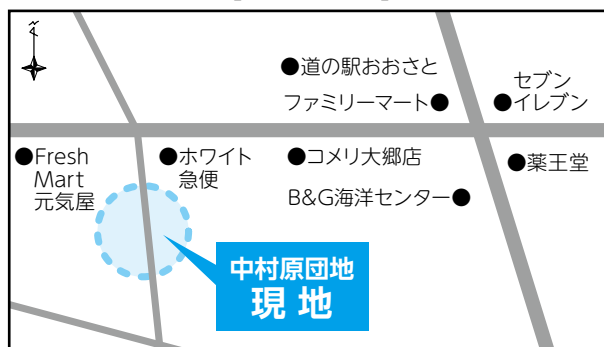 N
●道の駅おおさと
ファミリーマート●
セブン
●イレブン
●Fresh
Mart
元気屋
●ホワイト
急便
●コメリ大郷店
●薬王堂
B&G海洋センター●
中村原団地
現 地